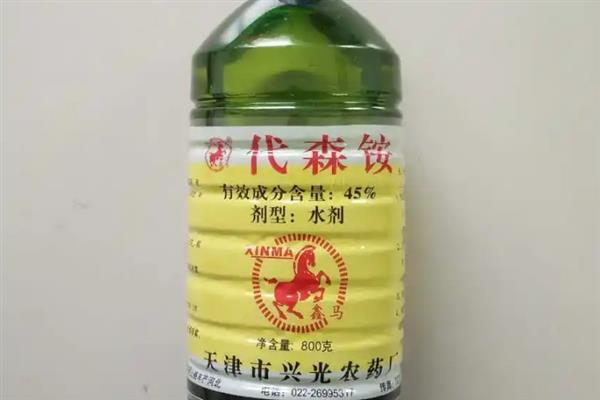 代森铵
有效成分含量：45%
剂型：水剂
XINMA
鑫马
净含量：800克
天津市兴光农药厂
电话：022-26995317